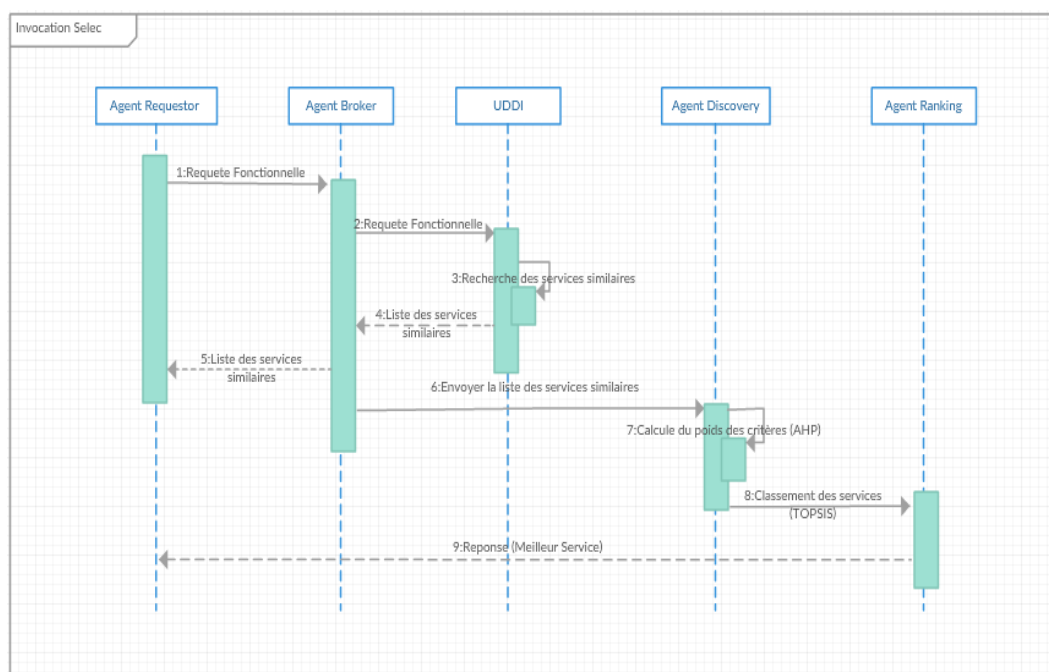 Invocation Selec
Agent Requestor
Agent Broker
UDDI
Agent Discovery
Agent Ranking
1:Requete Fonctionnelle
2:Requete Fonctionnelle
3:Recherche des services similaires
4:Liste des services
similaires
5:Liste des services
similaires
6:Envoyer la liste des services similaires
7:Calcule du poids des critères (AHP)
8:Classement des services
(TOPSIS)
9:Reponse (Meilleur Service)